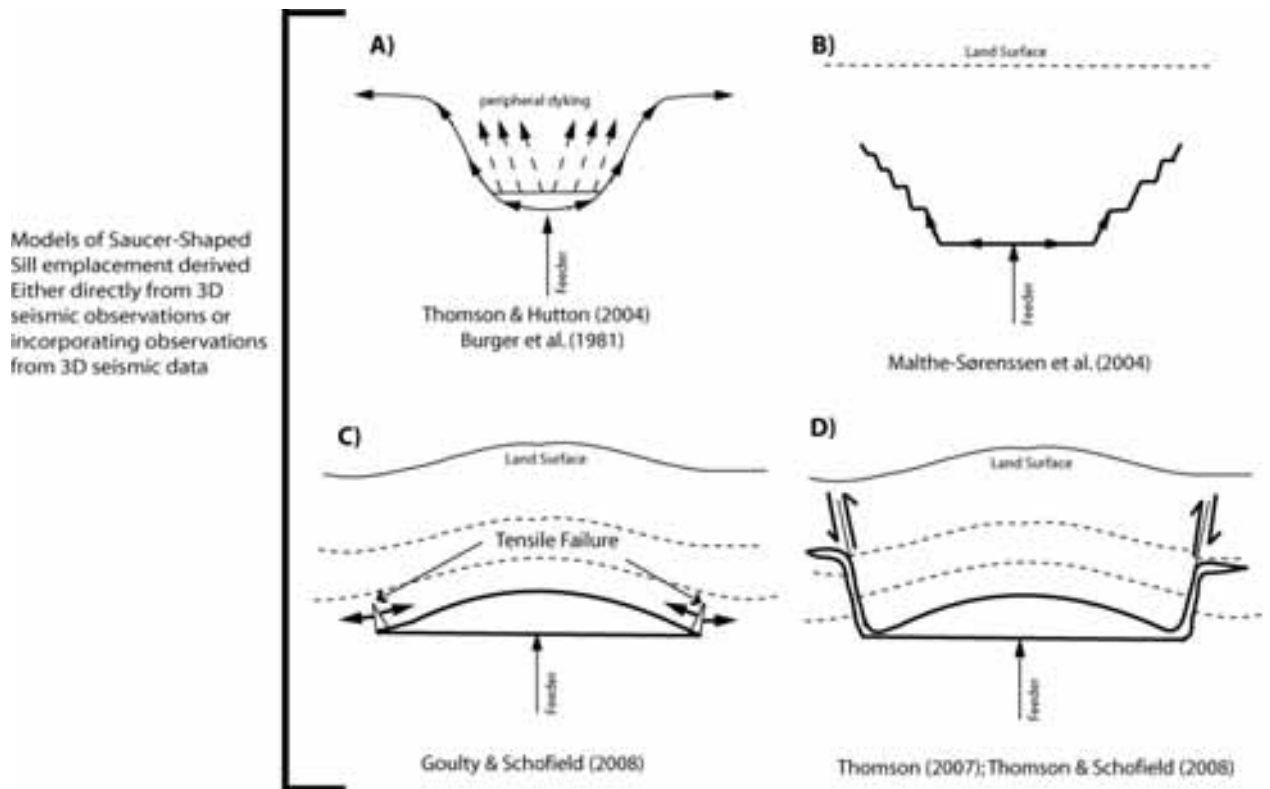 Models of Saucer-Shaped
Sill emplacement derived
Either directly from 3D
seismic observations or
incorporating observations
from 3D seismic data
A)
peripheral dyking
Feeder
Thomson & Hutton (2004)
Burger et al. (1981)
B)
Land Surface
Feeder
Malthe-Sørenssen et al. (2004)
C)
Land Surface
Tensile Failure
Feeder
Goulty & Schofield (2008)
D)
Land Surface
Feeder
Thomson (2007); Thomson & Schofield (2008)